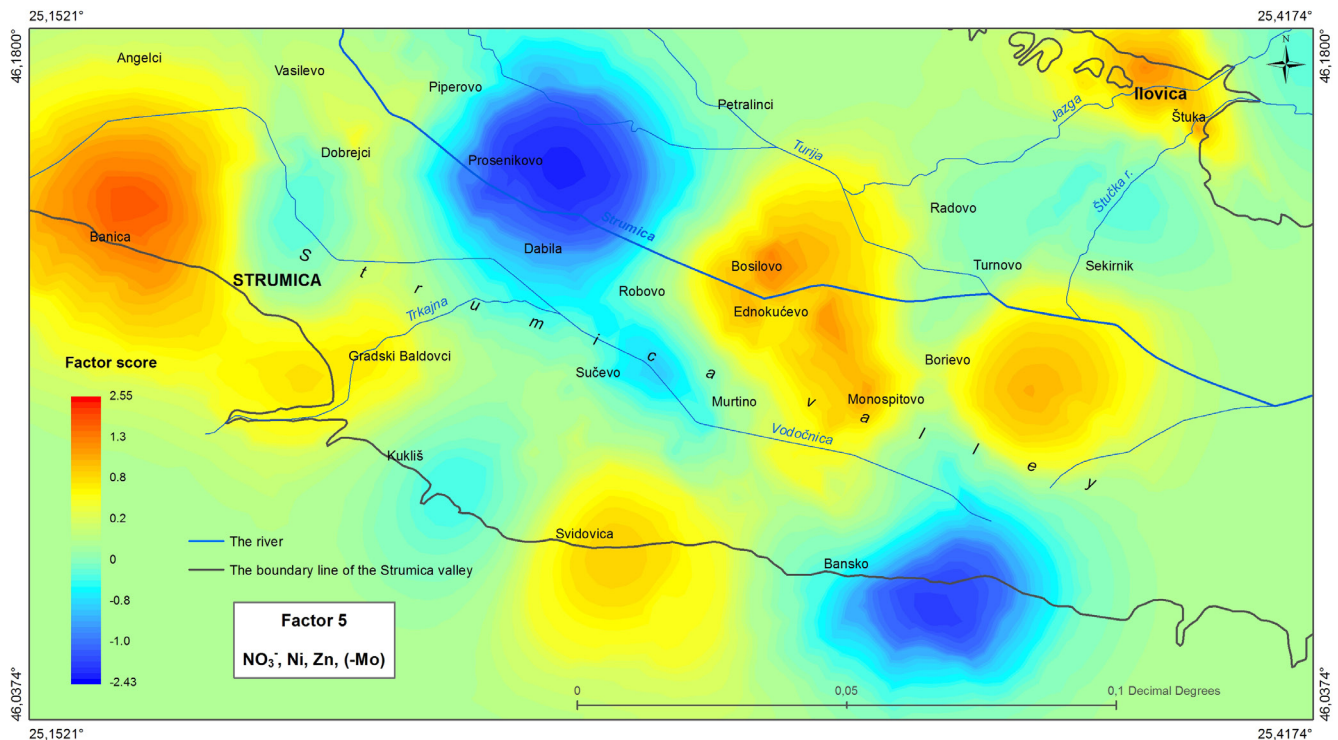 25,1521°
25,4174°
46,1800°
46,1800°
N
Angelci
Vasilevo
Piperovo
Petralinci
Ilovica
Jazga
Štuka
Dobrejci
Prosenikovo
Turija
Štučka r.
Radovo
Banica
Strumica
Dabila
STRUMICA
Bosilovo
Turnovo
Sekirnik
Robovo
Trkajna
Ednokućevo
Strumica valley
Gradski Baldovci
Borievo
Sučevo
Murtino
Monospitovo
Vodočnica
Kukliš
Svidovica
Bansko
Factor score
2.55
1.3
0.8
0.2
0
-0.8
-1.0
-2.43
The river
The boundary line of the Strumica valley
Factor 5
NO₃⁻, Ni, Zn, (-Mo)
0
0,05
0,1 Decimal Degrees
46,0374°
46,0374°
25,1521°
25,4174°